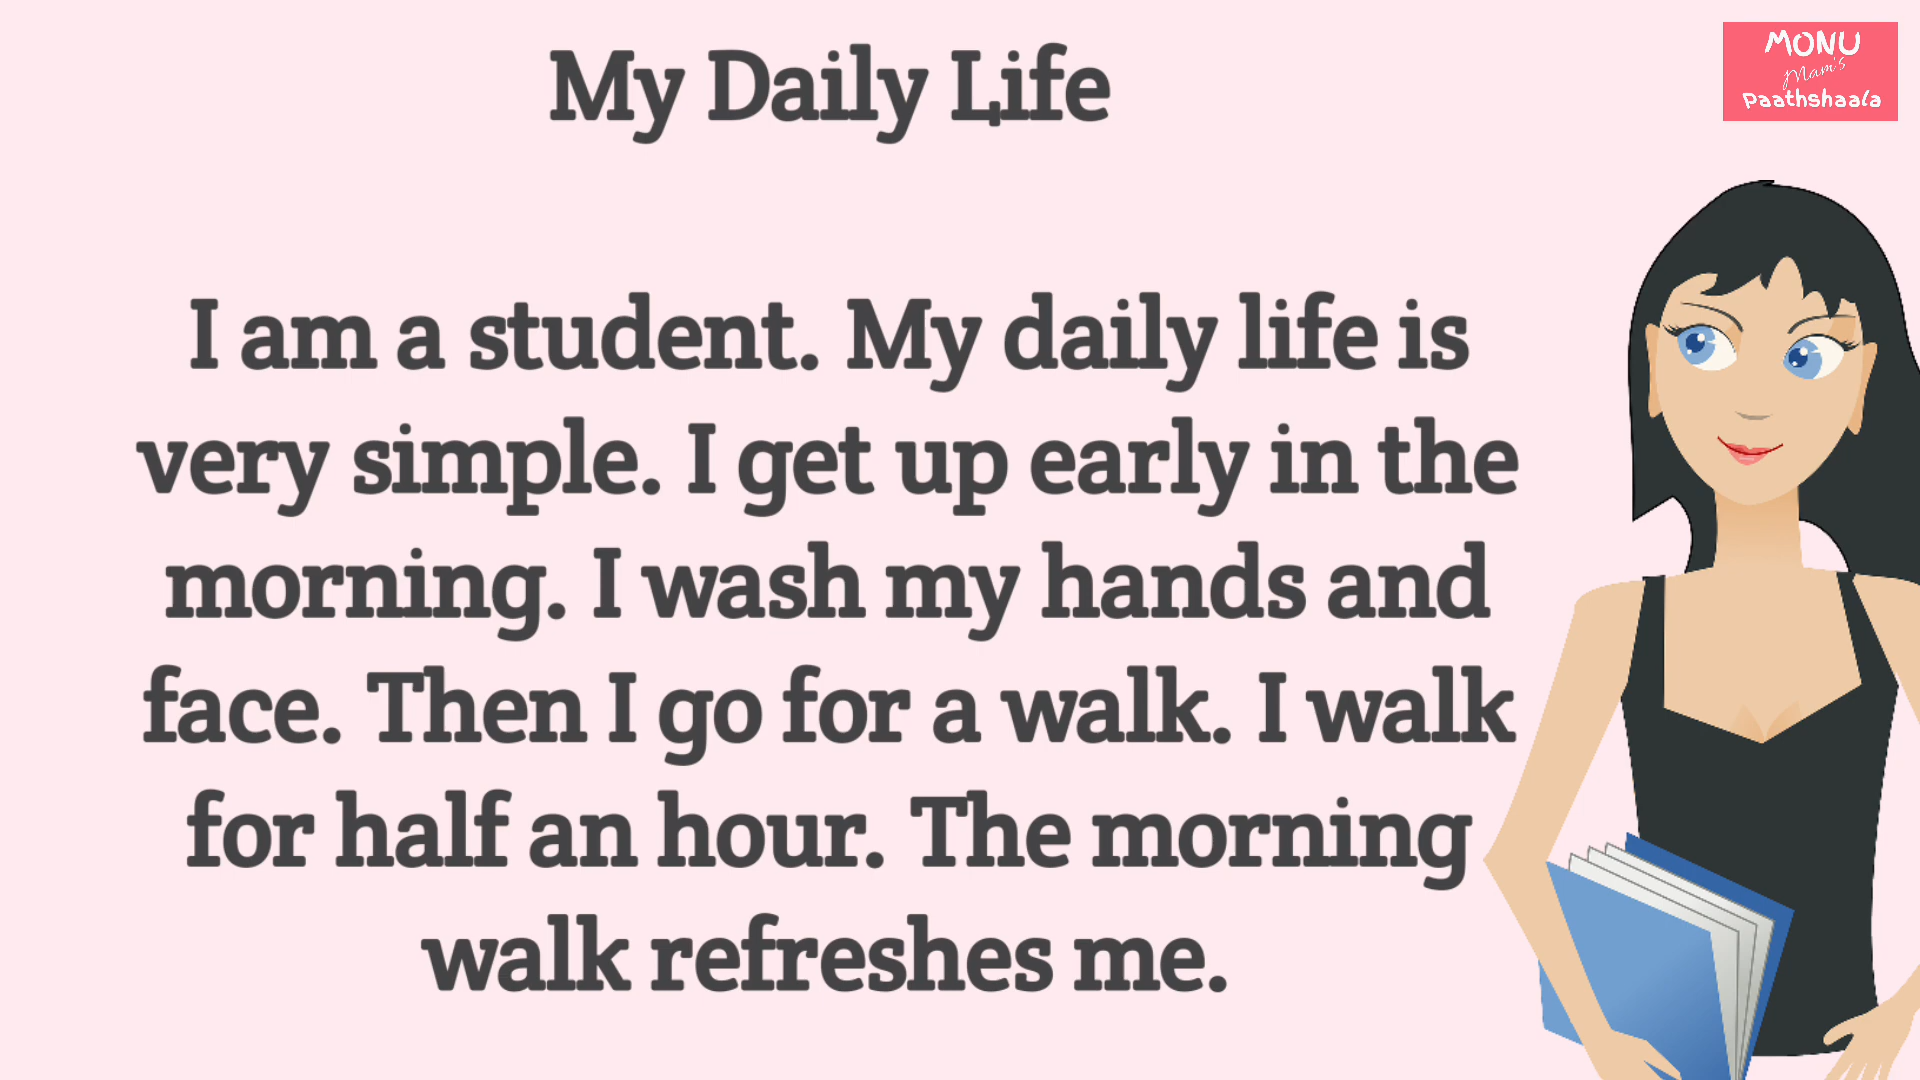 My Daily Life
MONU
Mam's
Paathshaala
I am a student. My daily life is
very simple. I get up early in the
morning. I wash my hands and
face. Then I go for a walk. I walk
for half an hour. The morning
walk refreshes me.